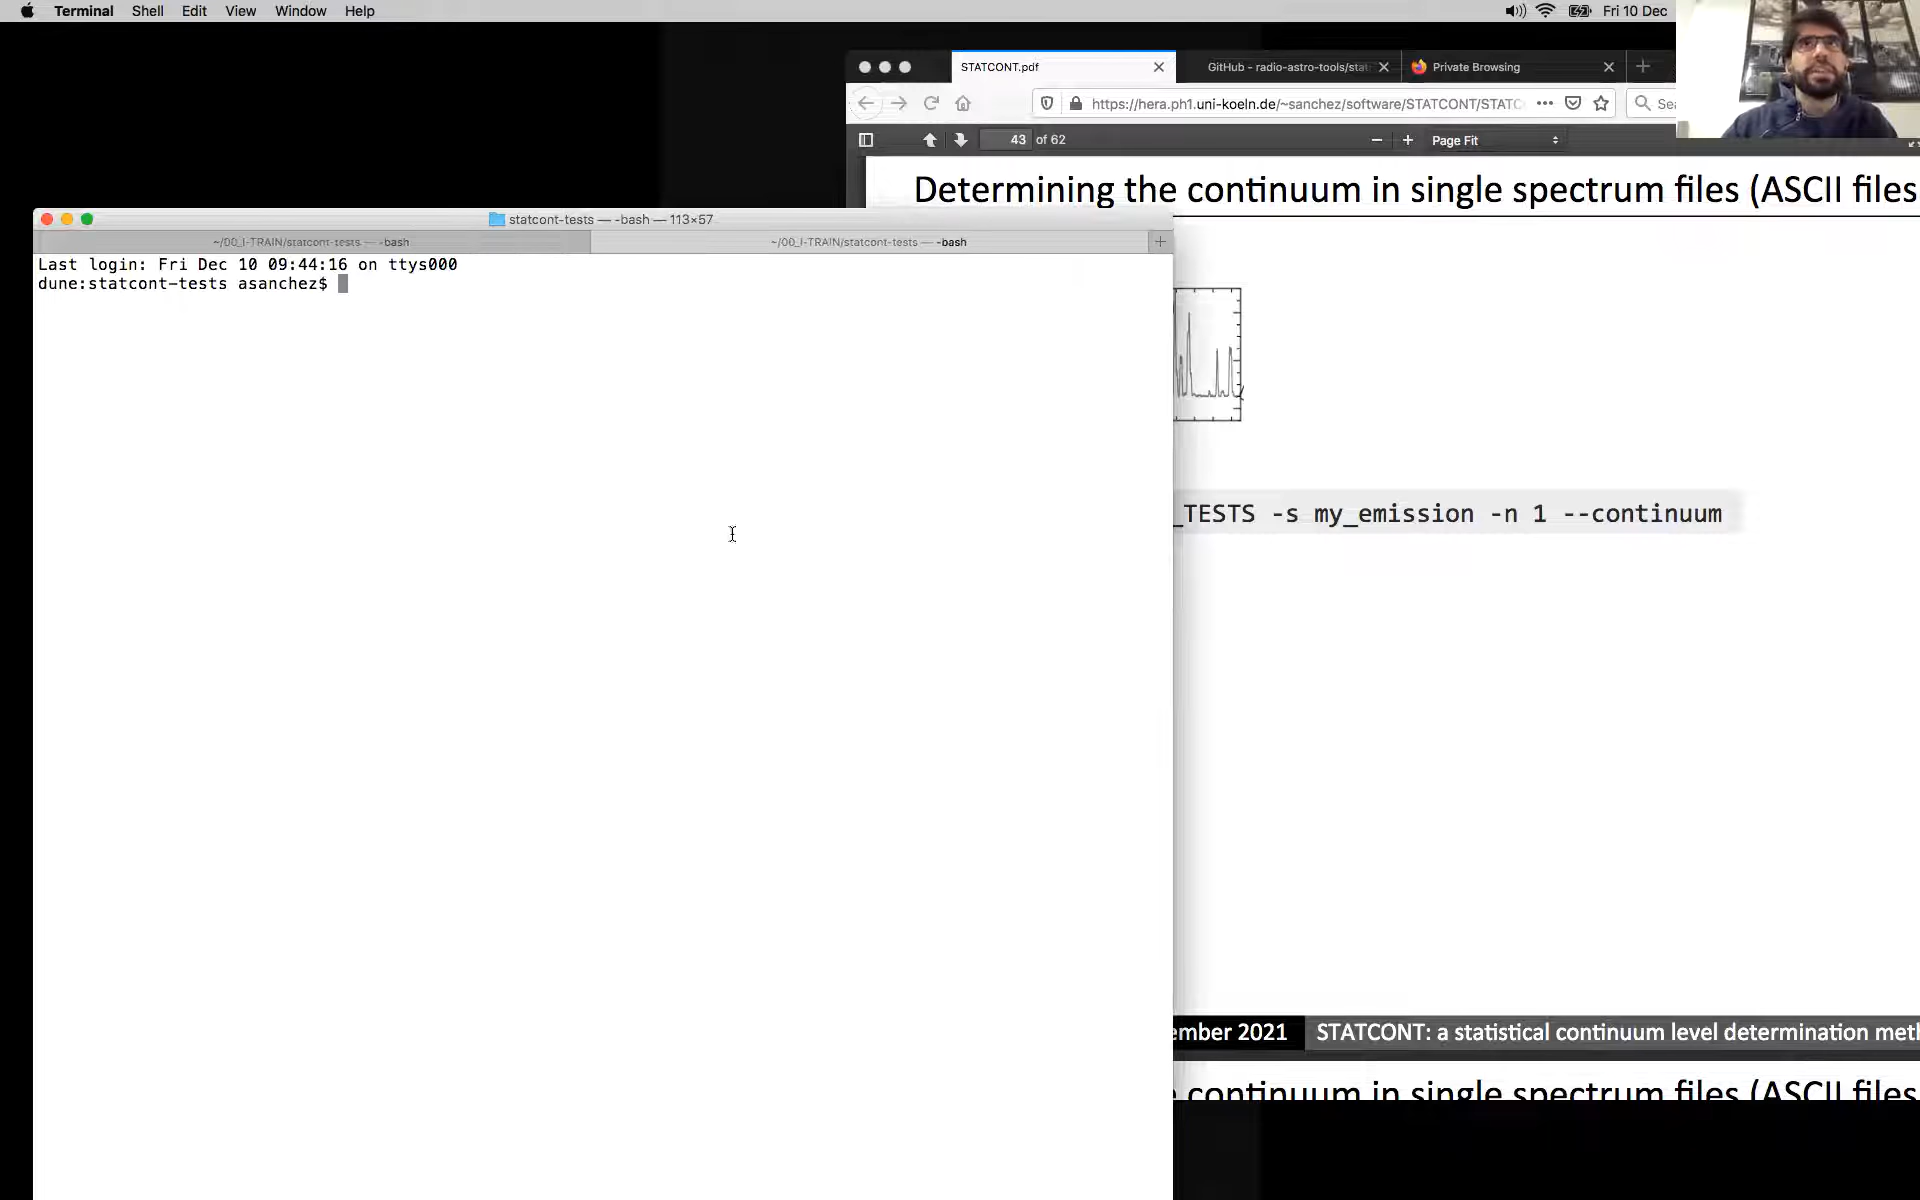 Terminal Shell Edit View Window Help
Fri 10 Dec
STATCONT.pdf
GitHub - radio-astro-tools/stat
Private Browsing
https://hera.ph1.uni-koeln.de/~sanchez/software/STATCONT/STATC
Sea
43 of 62
Page Fit
Determining the continuum in single spectrum files (ASCII files
statcont-tests — -bash — 113×57
~/00_I-TRAIN/statcont-tests — -bash
~/00_I-TRAIN/statcont-tests — -bash
Last login: Fri Dec 10 09:44:16 on ttys000
dune:statcont-tests asanchez$
_TESTS -s my_emission -n 1 --continuum
ember 2021
STATCONT: a statistical continuum level determination meth
continuum in single spectrum files (ASCII files